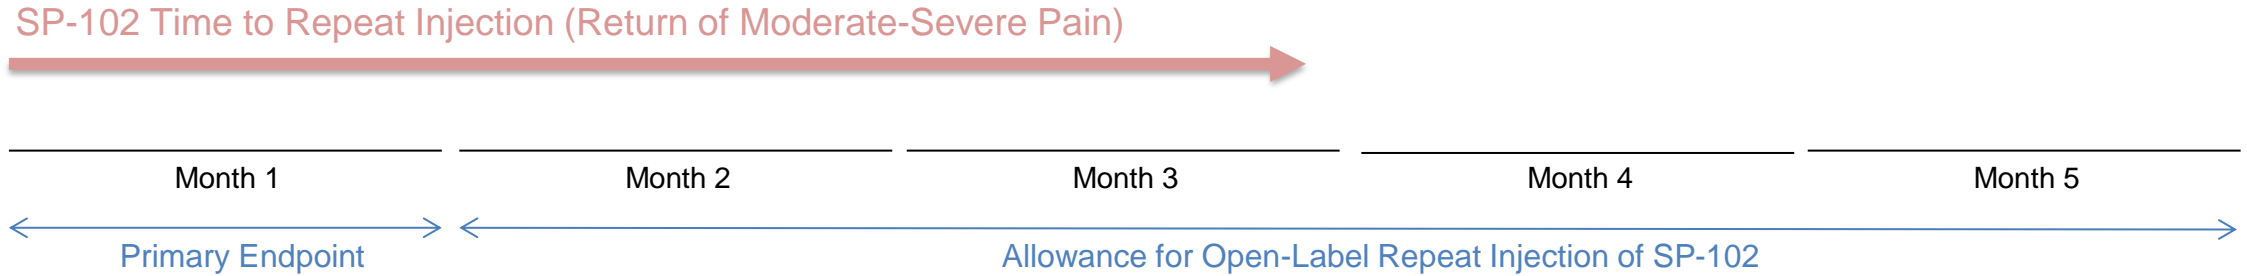 SP-102 Time to Repeat Injection (Return of Moderate-Severe Pain)
Month 1
Month 2
Month 3
Month 4
Month 5
Primary Endpoint
Allowance for Open-Label Repeat Injection of SP-102